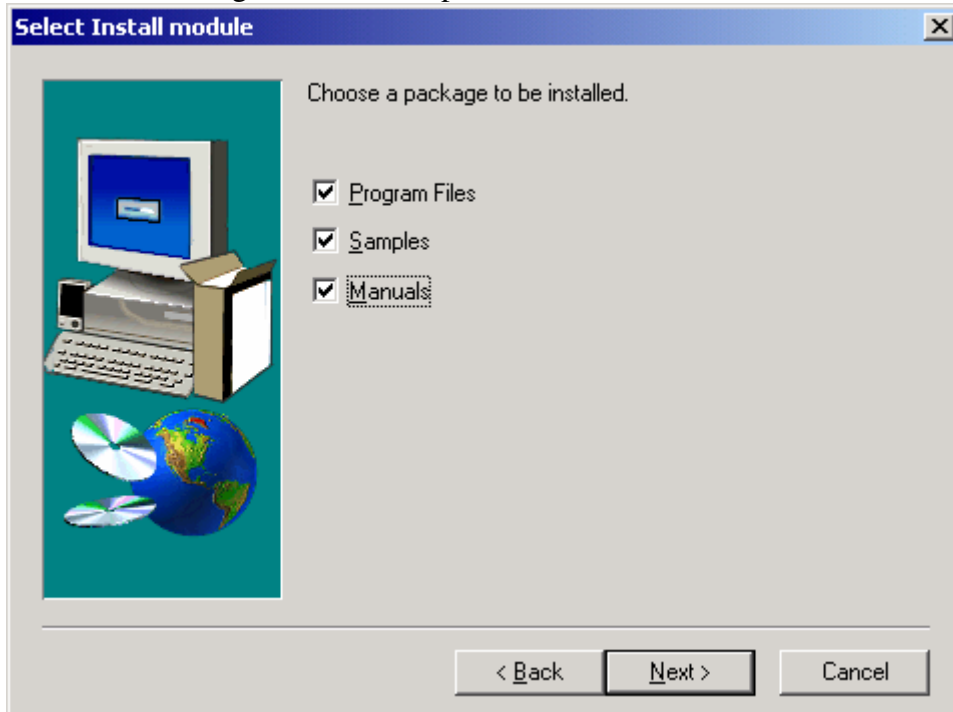 Select Install module
Choose a package to be installed.
Program Files
Samples
Manuals
< Back Next > Cancel